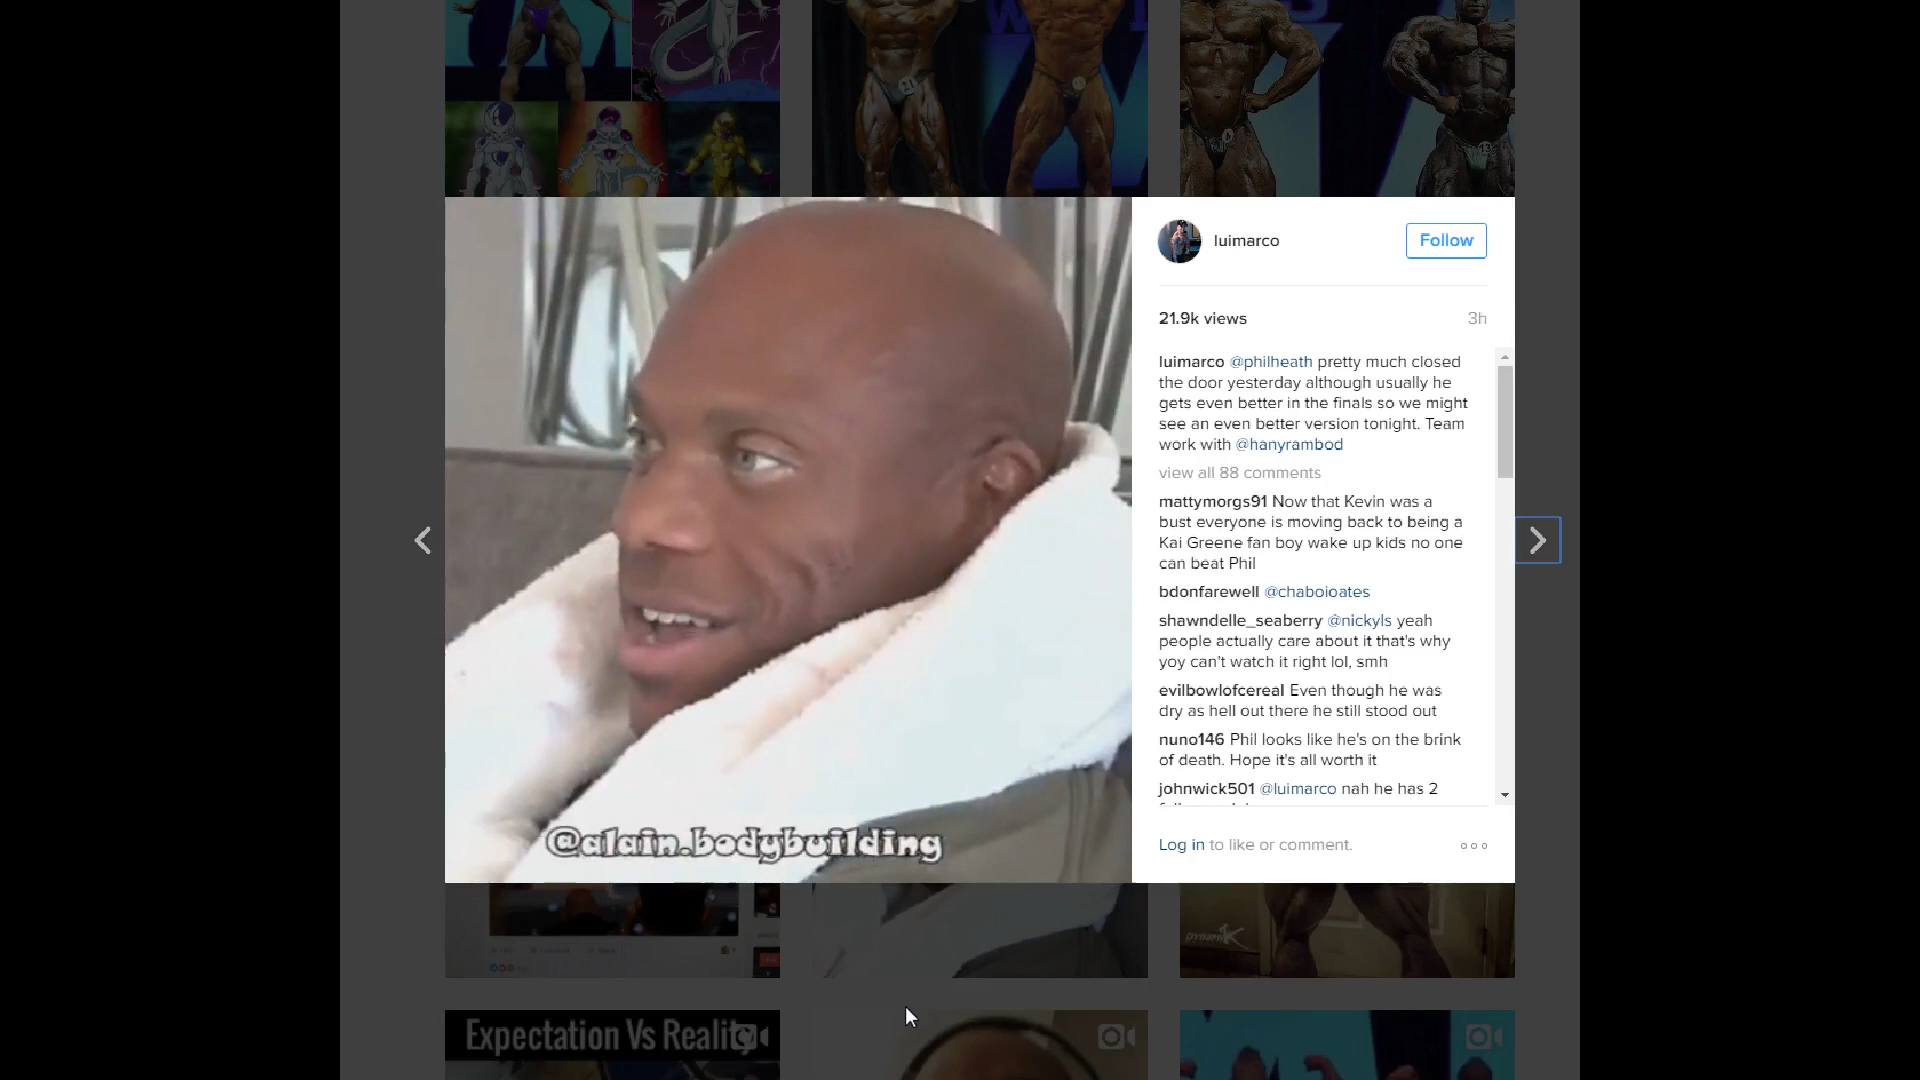 luimarco
Follow
21.9k views
3h
luimarco @philheath pretty much closed
the door yesterday although usually he
gets even better in the finals so we might
see an even better version tonight. Team
work with @hanyrambod
view all 88 comments
mattymorgs91 Now that Kevin was a
bust everyone is moving back to being a
Kai Greene fan boy wake up kids no one
can beat Phil
bdonfarewell @chaboioates
shawndelle_seaberry @nickyls yeah
people actually care about it that's why
yoy can't watch it right lol, smh
evilbowlofcereal Even though he was
dry as hell out there he still stood out
nuno146 Phil looks like he's on the brink
of death. Hope it's all worth it
johnwick501 @luimarco nah he has 2
@alain.bodybuilding
Log in to like or comment.
Expectation Vs Reality